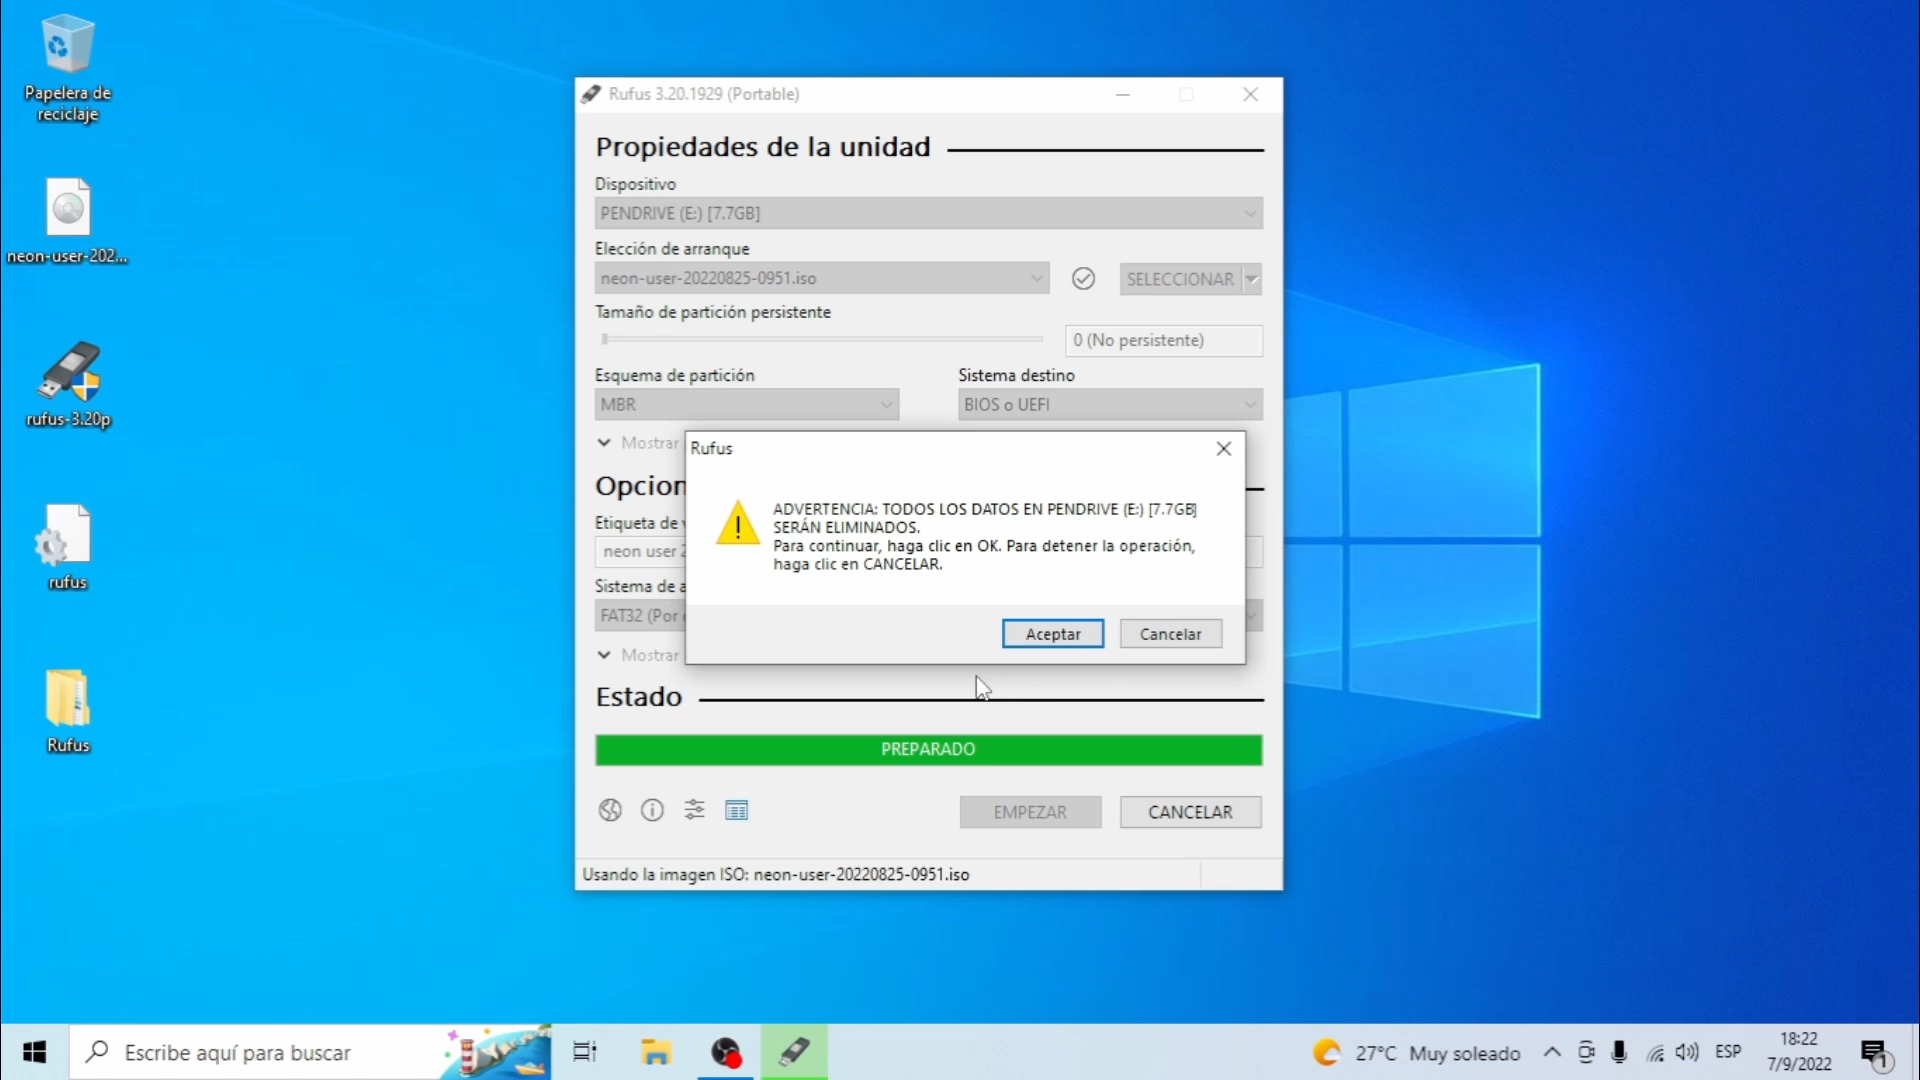 Papelera de
reciclaje
neon-user-202...
rufus-3.20p
rufus
Rufus
Rufus 3.20.1929 (Portable)
Propiedades de la unidad
Dispositivo
PENDRIVE (E:) [7.7GB]
Elección de arranque
neon-user-20220825-0951.iso
SELECCIONAR
Tamaño de partición persistente
0 (No persistente)
Esquema de partición
Sistema destino
MBR
BIOS o UEFI
Mostrar
Rufus
ADVERTENCIA: TODOS LOS DATOS EN PENDRIVE (E:) [7.7GB]
SERÁN ELIMINADOS.
Para continuar, haga clic en OK. Para detener la operación,
haga clic en CANCELAR.
Aceptar
Cancelar
Opcion
Etiqueta de
neon user
Sistema de a
FAT32 (Por
Mostrar
Estado
PREPARADO
EMPEZAR
CANCELAR
Usando la imagen ISO: neon-user-20220825-0951.iso
Escribe aquí para buscar
27°C Muy soleado
ESP
18:22
7/9/2022
1